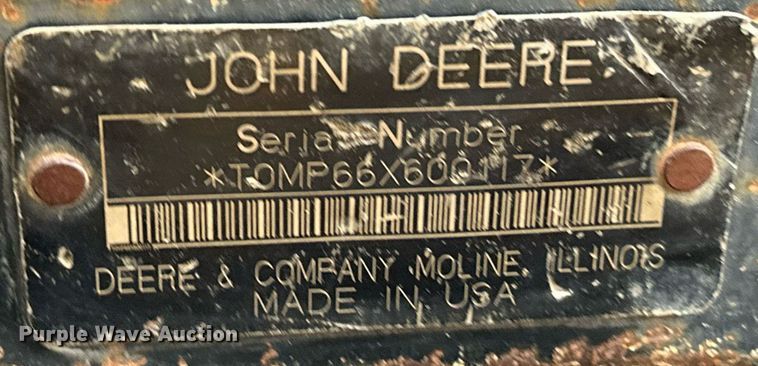 JOHN DEERE
Serial Number
DEERE & COMPANY MOLINE, ILLINOIS
MADE IN USA
Purple Wave Auction